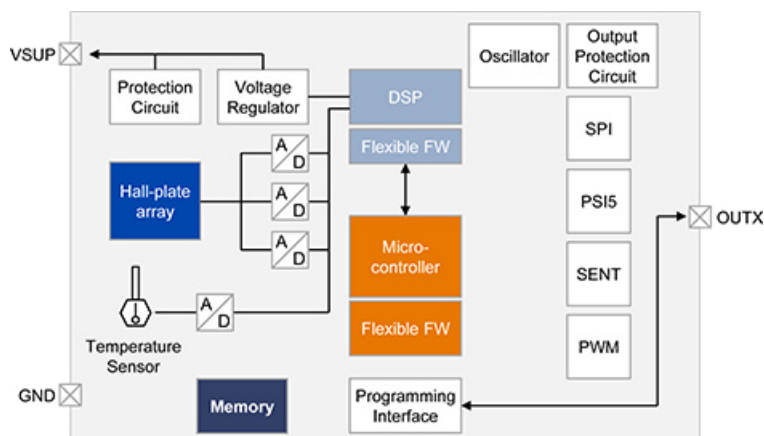 VSUP
Protection
Circuit
Voltage
Regulator
DSP
Flexible FW
Oscillator
Output
Protection
Circuit
SPI
A
D
Hall-plate
array
A
D
A
D
PSI5
OUTX
Micro-
controller
SENT
A
D
Flexible FW
Temperature
Sensor
PWM
GND
Memory
Programming
Interface